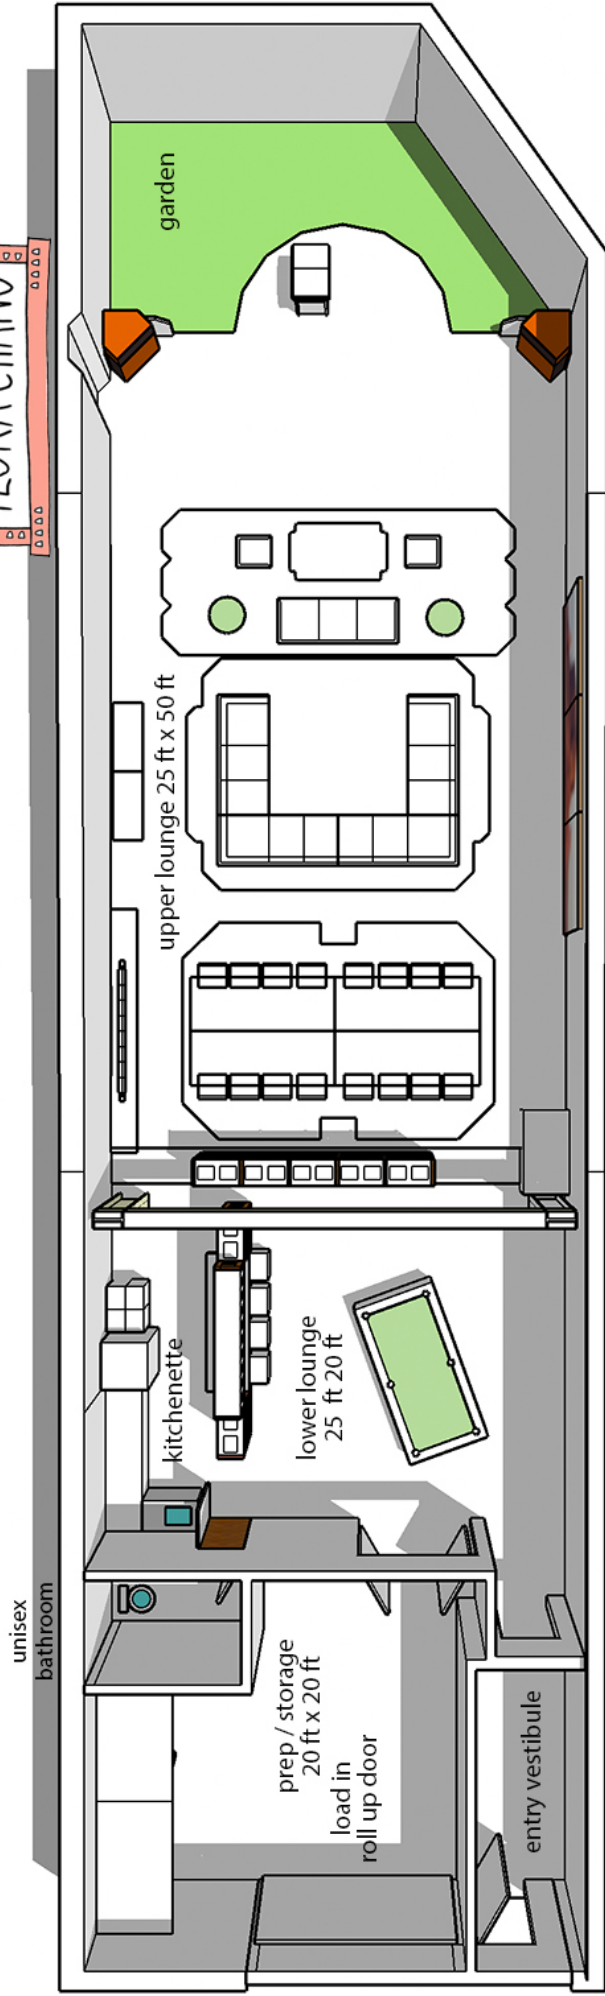 garden
upper lounge 25 ft x 50 ft
kitchenette
lower lounge
25 ft 20 ft
unisex
bathroom
prep / storage
20 ft x 20 ft
load in
roll up door
entry vestibule